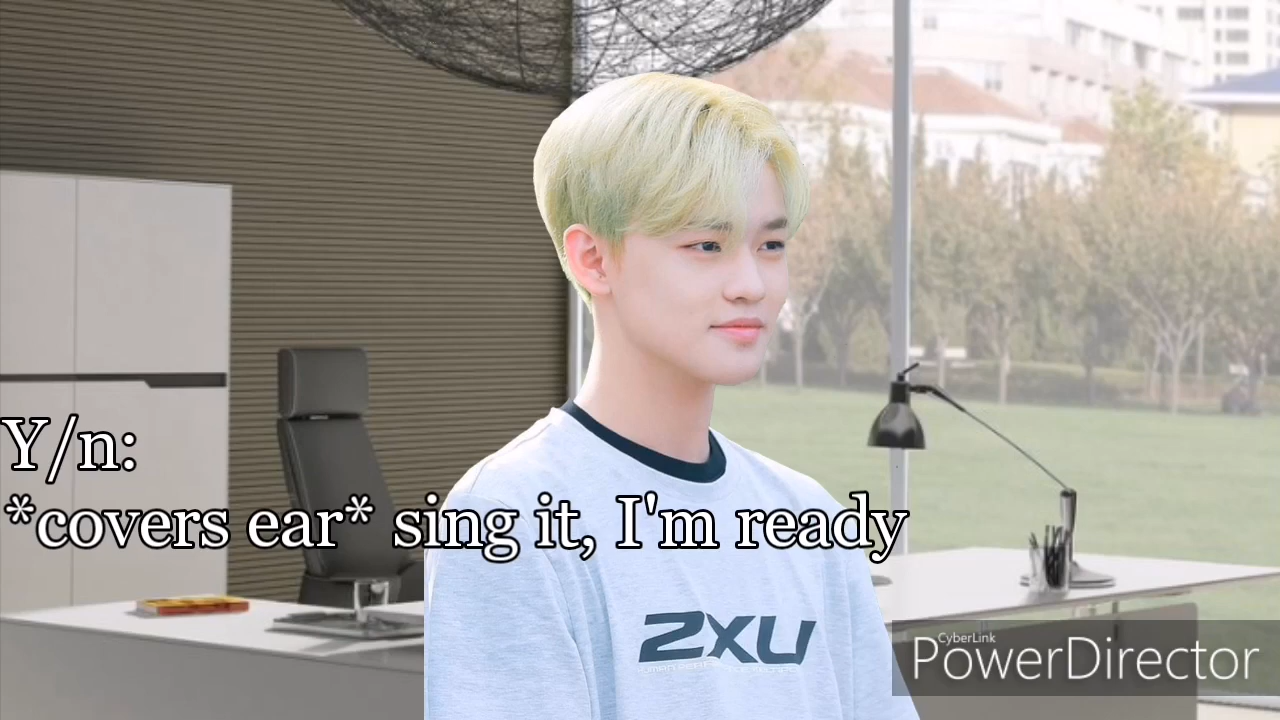 Y/n:
*covers ear* sing it, I'm ready
2XU
CyberLink
PowerDirector